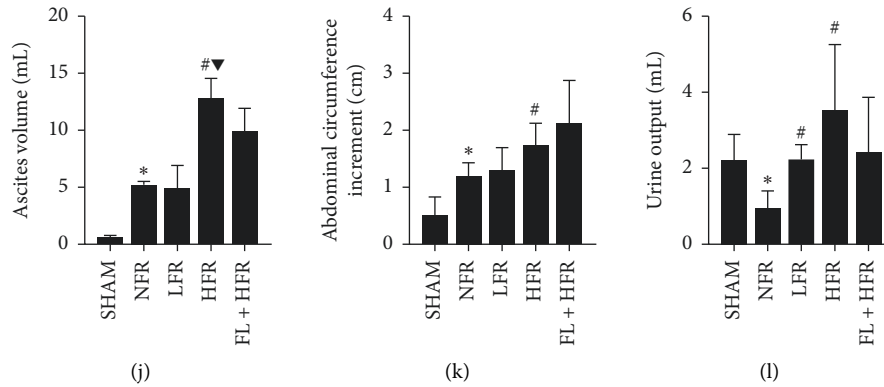 Ascites volume (mL)
20
15
10
5
0
*
#▼
SHAM
NFR
LFR
HFR
FL + HFR
(j)
Abdominal circumference
increment (cm)
4
3
2
1
0
*
#
SHAM
NFR
LFR
HFR
FL + HFR
(k)
Urine output (mL)
6
4
2
0
*
#
#
SHAM
NFR
LFR
HFR
FL + HFR
(l)